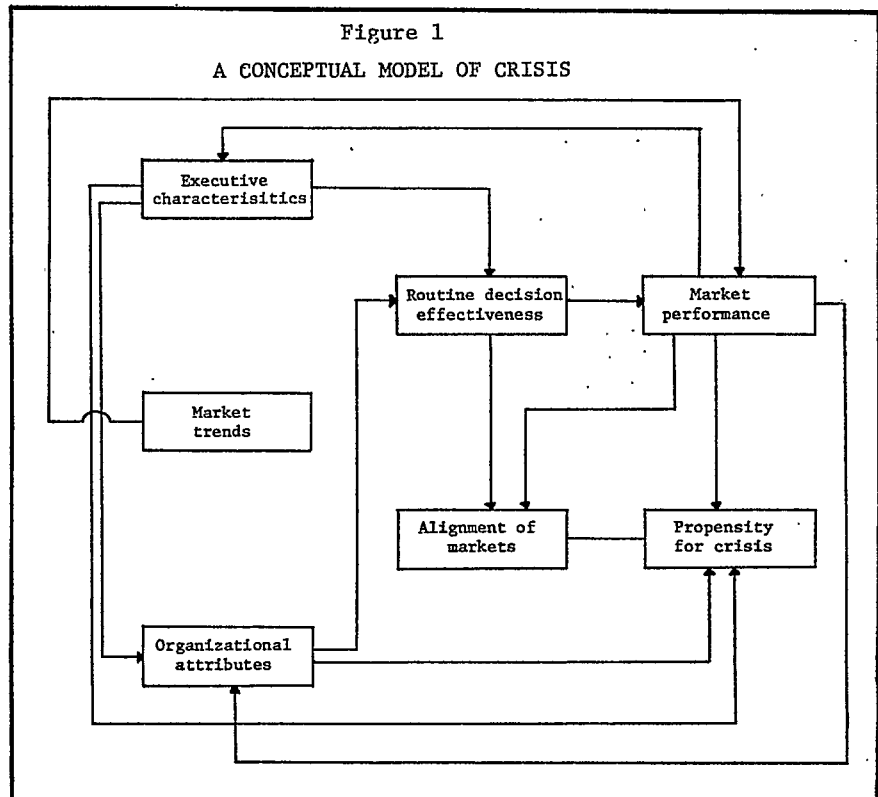 Figure 1
A CONCEPTUAL MODEL OF CRISIS
Executive
characterisitics
Routine decision
effectiveness
Market
performance
Market
trends
Alignment of
markets
Propensity
for crisis
Organizational
attributes